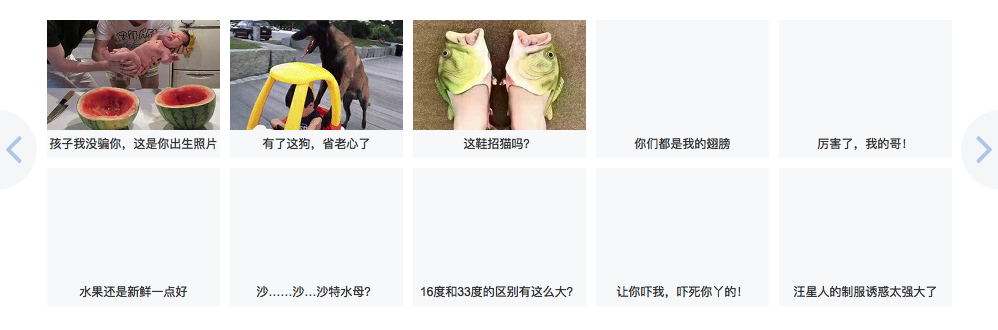 孩子我没骗你，这是你出生照片
有了这狗，省老心了
这鞋招猫吗？
你们都是我的翅膀
厉害了，我的哥！
水果还是新鲜一点好
沙……沙…沙特水母？
16度和33度的区别有这么大？
让你吓我，吓死你丫的！
汪星人的制服诱惑太强大了